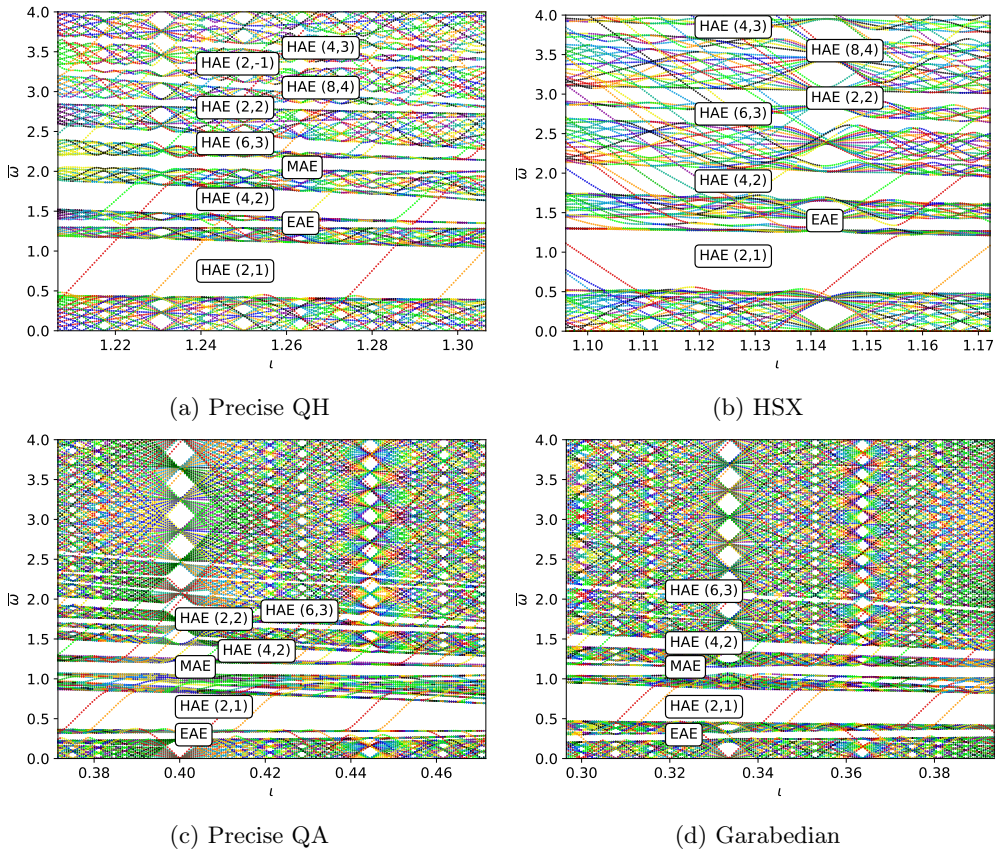 4.0
3.5
3.0
2.5
2.0
1.5
1.0
0.5
0.0
ω̅
HAE (4,3)
HAE (2,-1)
HAE (8,4)
HAE (2,2)
HAE (6,3)
MAE
HAE (4,2)
EAE
HAE (2,1)
1.22 1.24 1.26 1.28 1.30
ι
(a) Precise QH
4.0
3.5
3.0
2.5
2.0
1.5
1.0
0.5
0.0
ω̅
HAE (4,3)
HAE (8,4)
HAE (2,2)
HAE (6,3)
HAE (4,2)
EAE
HAE (2,1)
1.10 1.11 1.12 1.13 1.14 1.15 1.16 1.17
ι
(b) HSX
4.0
3.5
3.0
2.5
2.0
1.5
1.0
0.5
0.0
ω̅
HAE (6,3)
HAE (2,2)
HAE (4,2)
MAE
HAE (2,1)
EAE
0.38 0.40 0.42 0.44 0.46
ι
(c) Precise QA
4.0
3.5
3.0
2.5
2.0
1.5
1.0
0.5
0.0
ω̅
HAE (6,3)
HAE (4,2)
MAE
HAE (2,1)
EAE
0.30 0.32 0.34 0.36 0.38
ι
(d) Garabedian